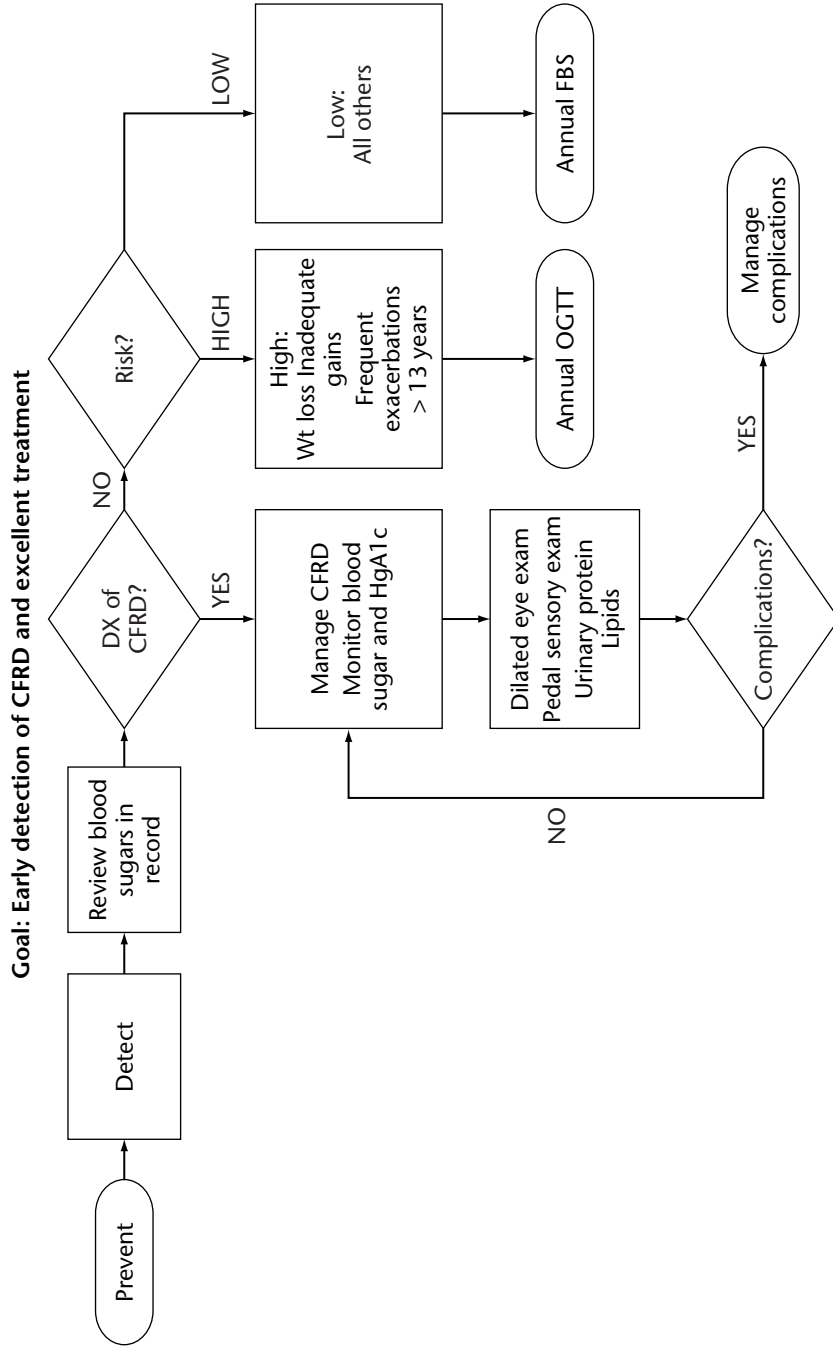 Goal: Early detection of CFRD and excellent treatment
Prevent
Detect
Review blood
sugars in
record
DX of
CFRD?
NO
Risk?
LOW
Low:
All others
Annual FBS
HIGH
High:
Wt loss Inadequate
gains
Frequent
exacerbations
> 13 years
Annual OGTT
YES
Manage CFRD
Monitor blood
sugar and HgA1c
Dilated eye exam
Pedal sensory exam
Urinary protein
Lipids
Complications?
NO
YES
Manage
complications